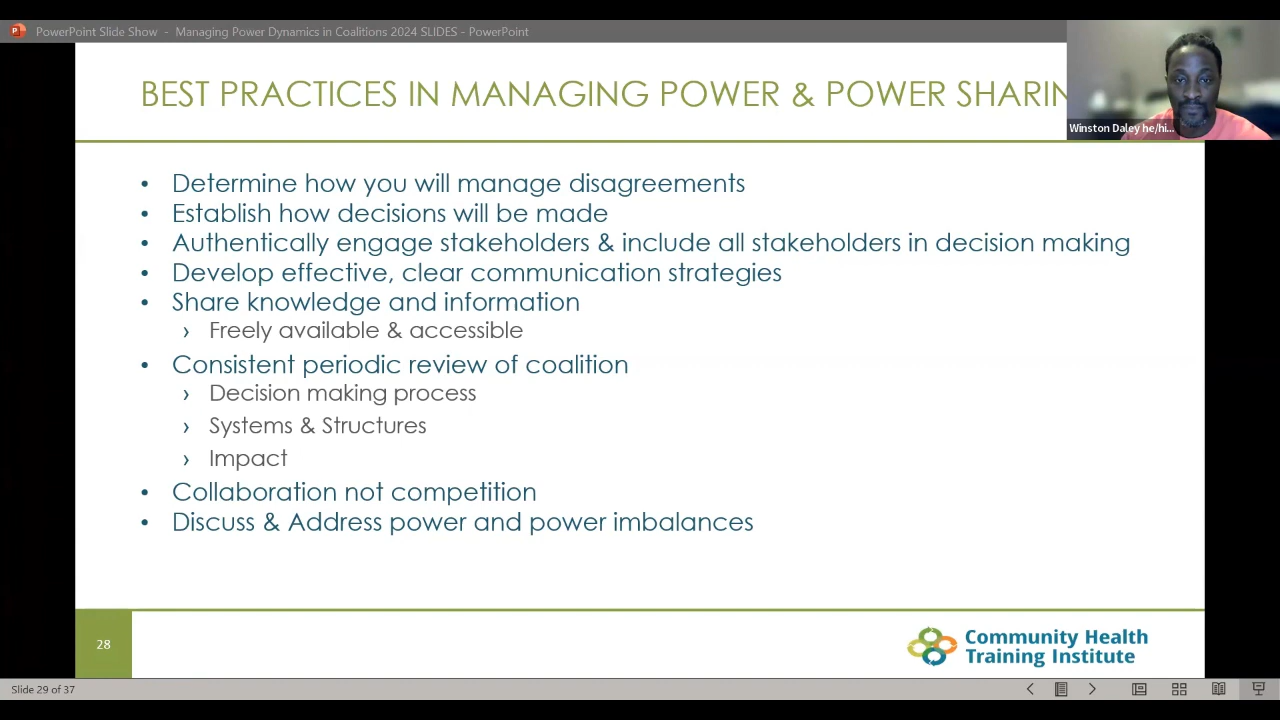 PowerPoint Slide Show - Managing Power Dynamics in Coalitions 2024 SLIDES - PowerPoint
BEST PRACTICES IN MANAGING POWER & POWER SHARIN
Winston Daley he/hi...
• Determine how you will manage disagreements
• Establish how decisions will be made
• Authentically engage stakeholders & include all stakeholders in decision making
• Develop effective, clear communication strategies
• Share knowledge and information
› Freely available & accessible
• Consistent periodic review of coalition
› Decision making process
› Systems & Structures
› Impact
• Collaboration not competition
• Discuss & Address power and power imbalances
28
Community Health
Training Institute
Slide 29 of 37